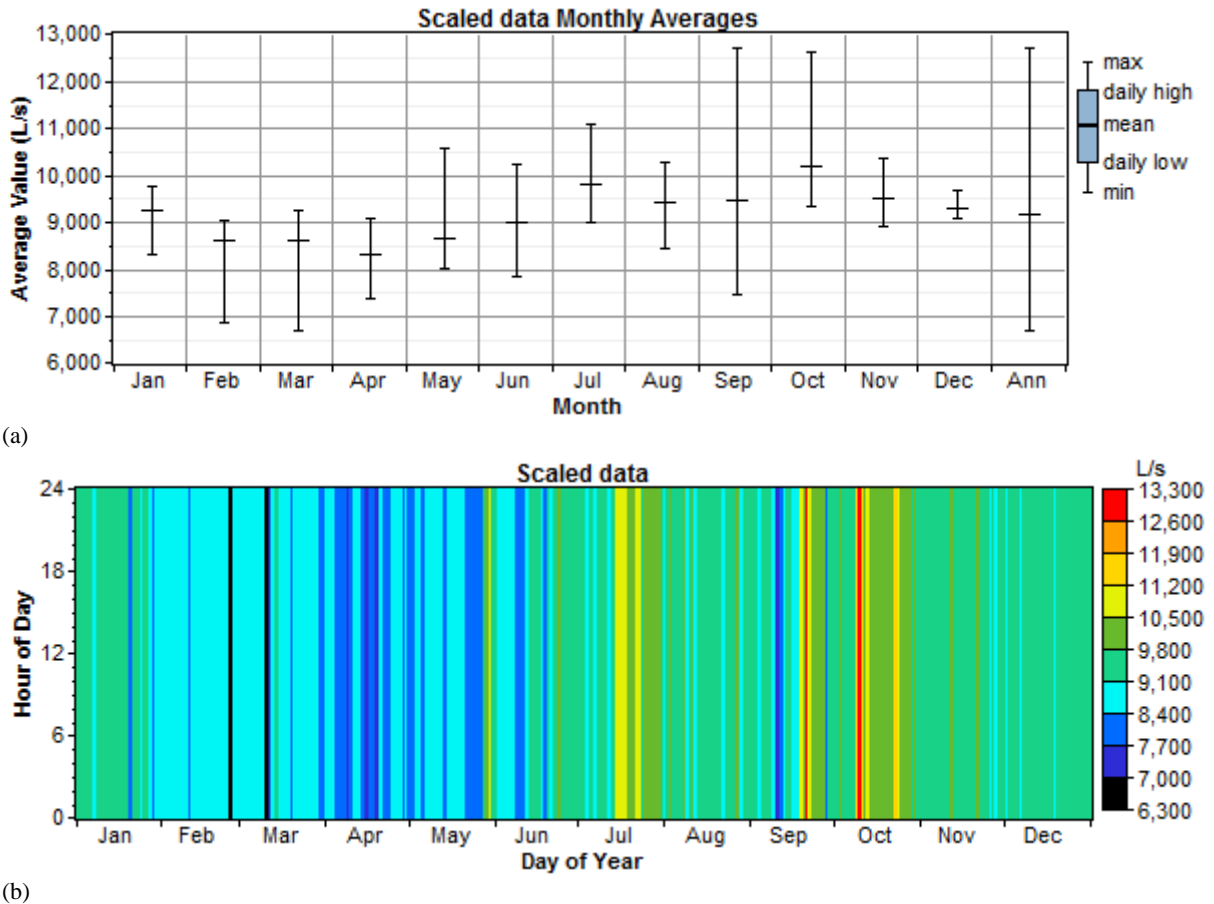 Scaled data Monthly Averages
13,000
12,000
11,000
10,000
9,000
8,000
7,000
6,000
Average Value (L/s)
Jan Feb Mar Apr May Jun Jul Aug Sep Oct Nov Dec Ann
Month
max
daily high
mean
daily low
min
(a)
Scaled data
24
18
12
6
0
Hour of Day
Jan Feb Mar Apr May Jun Jul Aug Sep Oct Nov Dec
Day of Year
L/s
13,300
12,600
11,900
11,200
10,500
9,800
9,100
8,400
7,700
7,000
6,300
(b)